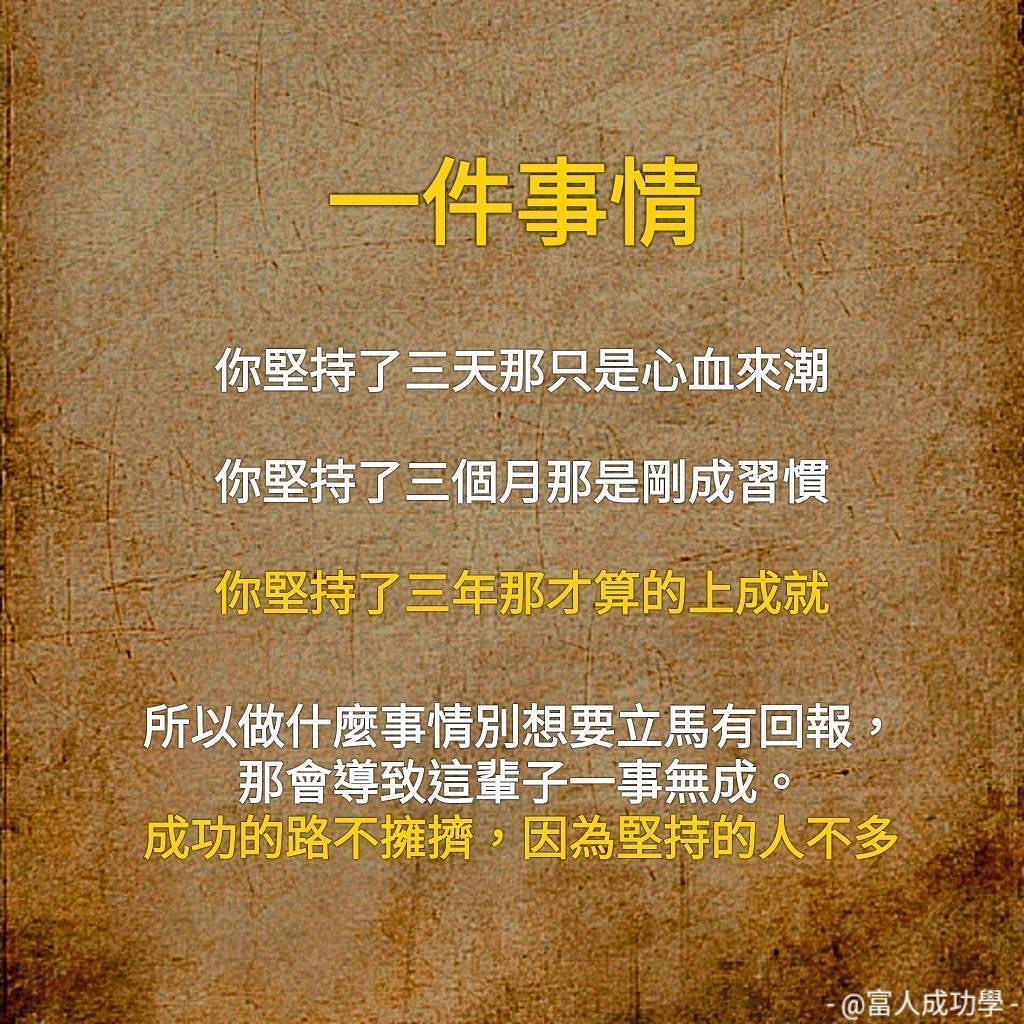 一件事情
你堅持了三天那只是心血來潮
你堅持了三個月那是剛成習慣
你堅持了三年那才算的上成就
所以做什麼事情別想要立馬有回報，
那會導致這輩子一事無成。
成功的路不擁擠，因為堅持的人不多
- @富人成功學 -